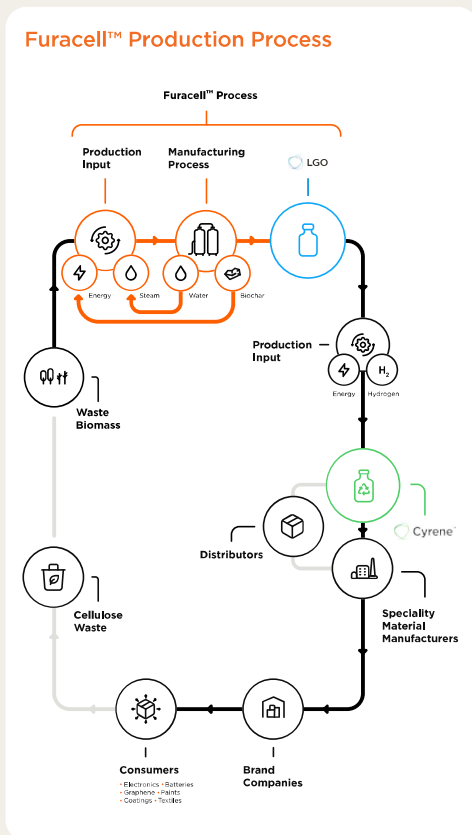 Furacell™ Production Process
Furacell™ Process
Production
Input
Manufacturing
Process
LGO
Energy
Steam
Water
Biochar
Production
Input
H2
Energy
Hydrogen
Waste
Biomass
Cyrene™
Distributors
Cellulose
Waste
Speciality
Material
Manufacturers
Consumers
• Electronics • Batteries
• Graphene • Paints
• Coatings • Textiles
Brand
Companies